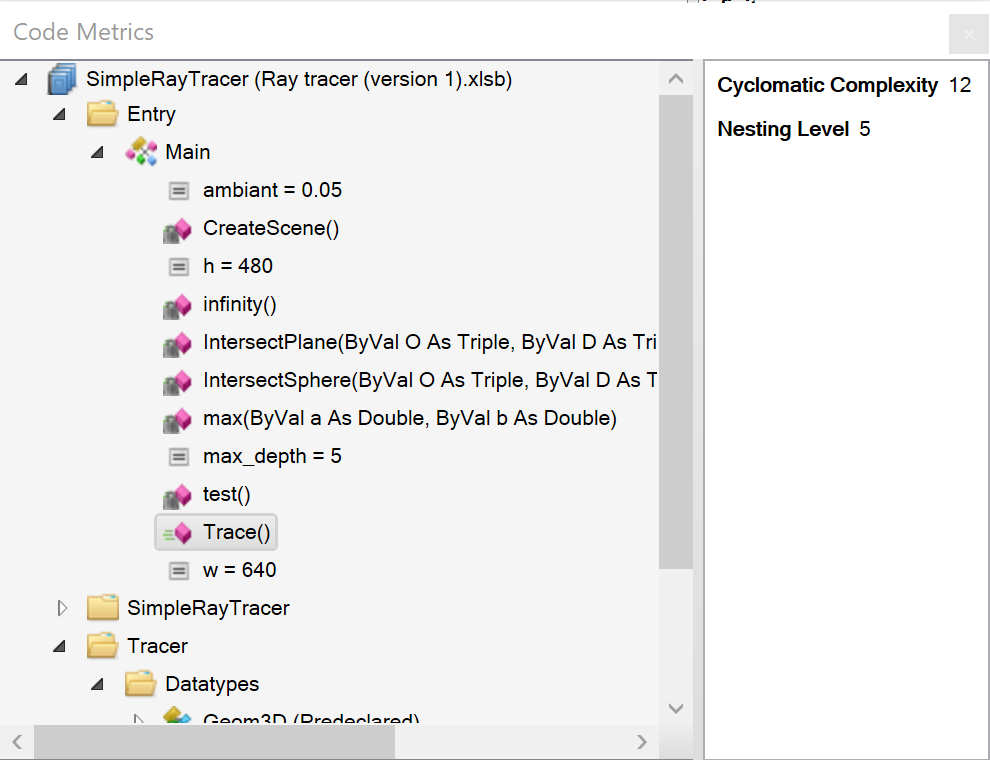 Code Metrics
SimpleRayTracer (Ray tracer (version 1).xlsb)
Entry
Main
ambiant = 0.05
CreateScene()
h = 480
infinity()
IntersectPlane(ByVal O As Triple, ByVal D As Tri
IntersectSphere(ByVal O As Triple, ByVal D As T
max(ByVal a As Double, ByVal b As Double)
max_depth = 5
test()
Trace()
w = 640
SimpleRayTracer
Tracer
Datatypes
Geom3D (Predeclared)
Cyclomatic Complexity 12
Nesting Level 5